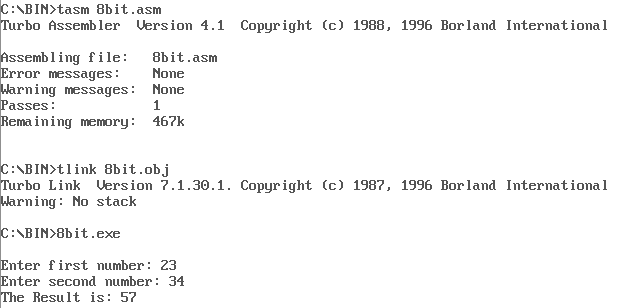 C:\BIN>tasm 8bit.asm
Turbo Assembler  Version 4.1  Copyright (c) 1988, 1996 Borland International
Assembling file:   8bit.asm
Error messages:    None
Warning messages:  None
Passes:            1
Remaining memory:  467k
C:\BIN>tlink 8bit.obj
Turbo Link  Version 7.1.30.1. Copyright (c) 1987, 1996 Borland International
Warning: No stack
C:\BIN>8bit.exe
Enter first number: 23
Enter second number: 34
The Result is: 57